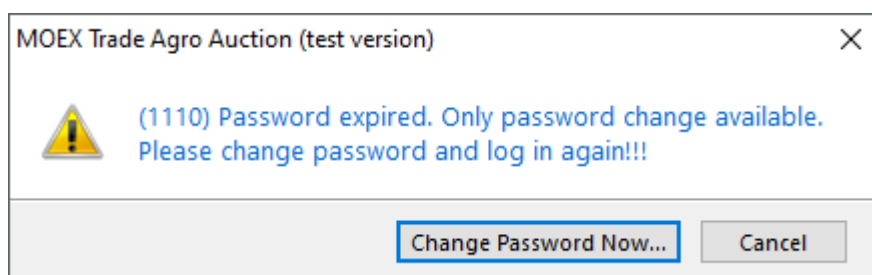 MOEX Trade Agro Auction (test version)
(1110) Password expired. Only password change available.
Please change password and log in again!!!
Change Password Now...
Cancel